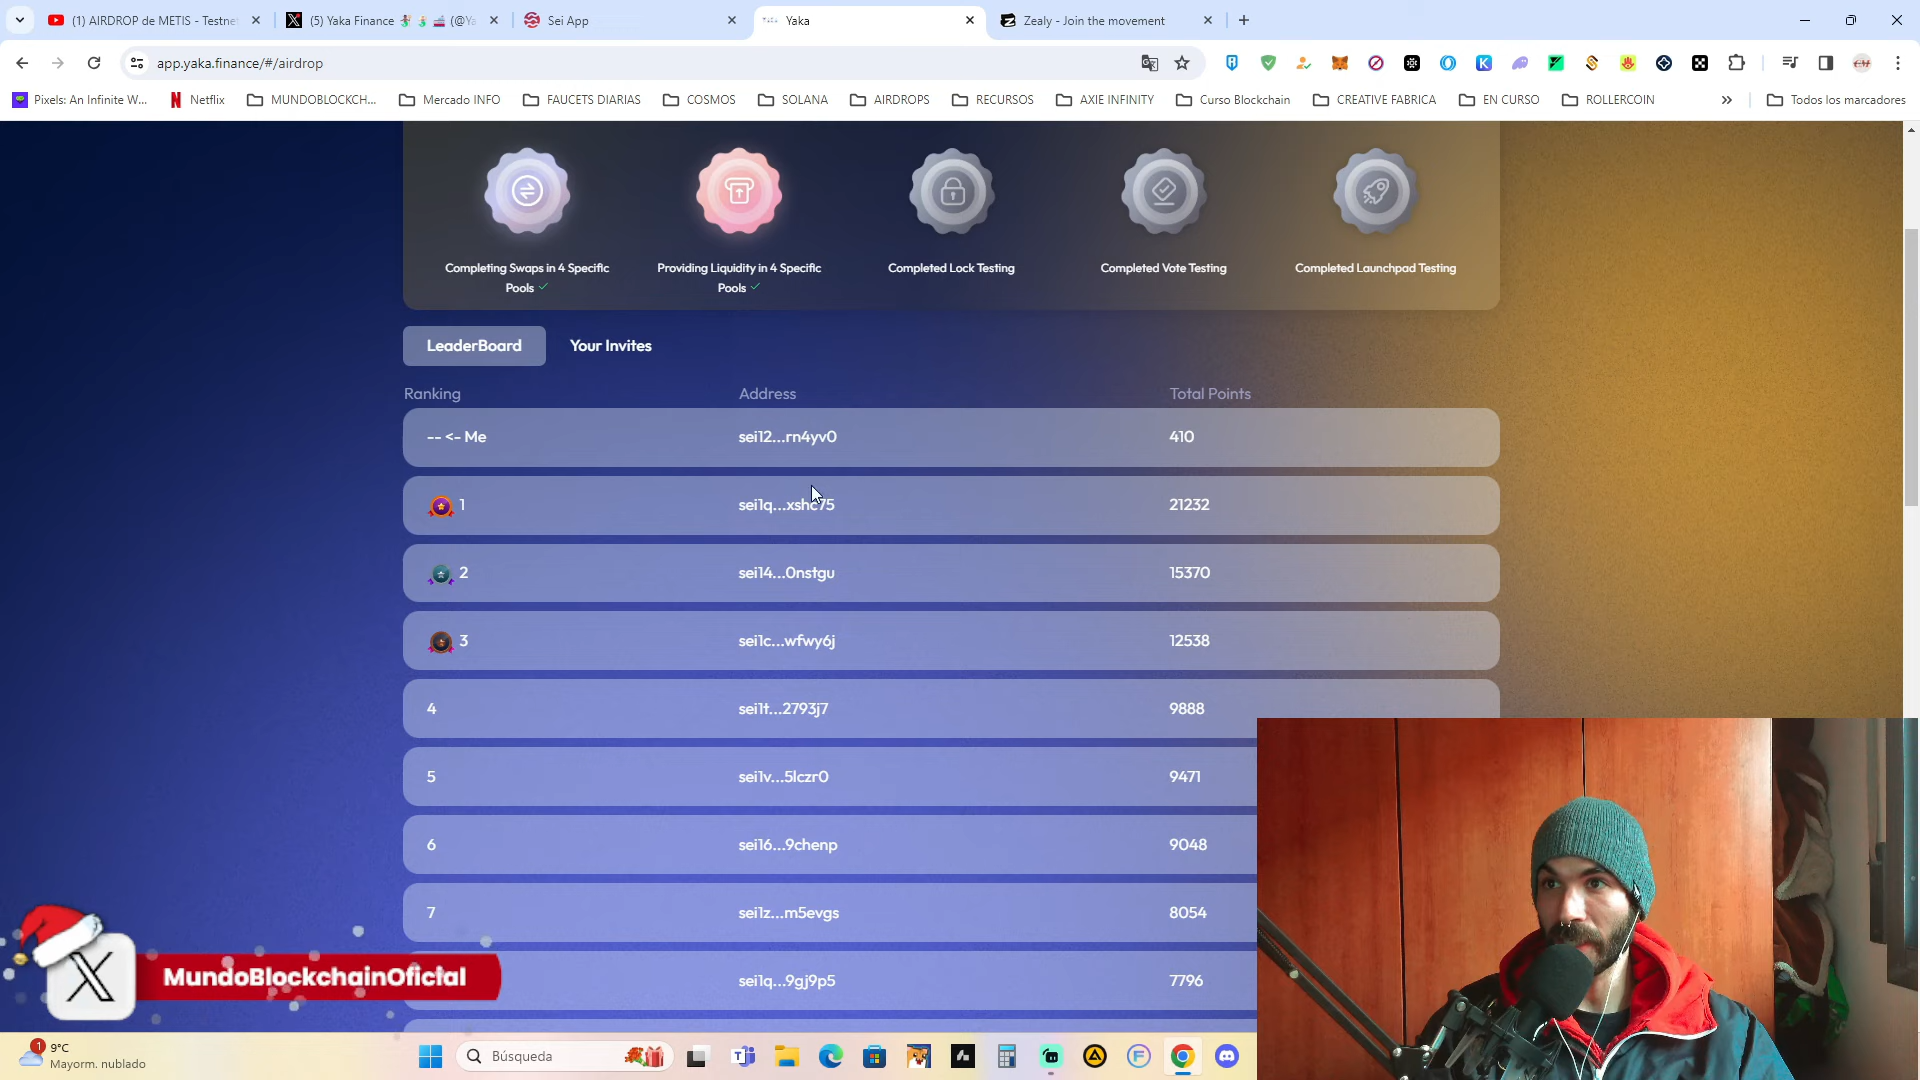 (1) AIRDROP de METIS - Testne
(5) Yaka Finance
(@Ya
Sei App
Yaka
Zealy - Join the movement
app.yaka.finance/#/airdrop
Pixels: An Infinite W...
Netflix
MUNDOBLOCKCH...
Mercado INFO
FAUCETS DIARIAS
COSMOS
SOLANA
AIRDROPS
RECURSOS
AXIE INFINITY
Curso Blockchain
CREATIVE FABRICA
EN CURSO
ROLLERCOIN
Todos los marcadores
Completing Swaps in 4 Specific
Pools
Providing Liquidity in 4 Specific
Pools
Completed Lock Testing
Completed Vote Testing
Completed Launchpad Testing
LeaderBoard
Your Invites
Ranking
Address
Total Points
-- <- Me
sei12...rn4yv0
410
1
sei1q...xshc75
21232
2
sei14...0nstgu
15370
3
sei1c...wfwy6j
12538
4
sei1t...2793j7
9888
5
sei1v...5lczr0
9471
6
sei16...9chenp
9048
7
sei1z...m5evgs
8054
sei1q...9gj9p5
7796
MundoBlockchainOficial
1
9°C
Mayorm. nublado
Búsqueda